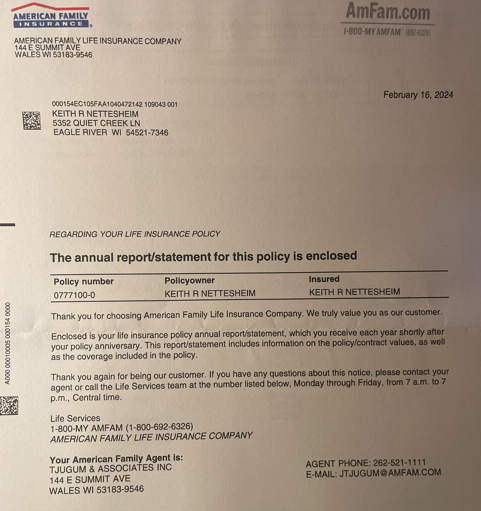 AMERICAN FAMILY
INSURANCE
AmFam.com
1-800-MY AMFAM (692-6326)
AMERICAN FAMILY LIFE INSURANCE COMPANY
144 E SUMMIT AVE
WALES WI 53183-9546
February 16, 2024
000154EC105FAA1040472142 109043 001
KEITH R NETTESHEIM
5352 QUIET CREEK LN
EAGLE RIVER WI 54521-7346
REGARDING YOUR LIFE INSURANCE POLICY
The annual report/statement for this policy is enclosed
Policy number Policyowner Insured
0777100-0 KEITH R NETTESHEIM KEITH R NETTESHEIM
Thank you for choosing American Family Life Insurance Company. We truly value you as our customer.
Enclosed is your life insurance policy annual report/statement, which you receive each year shortly after
your policy anniversary. This report/statement includes information on the policy/contract values, as well
as the coverage included in the policy.
Thank you again for being our customer. If you have any questions about this notice, please contact your
agent or call the Life Services team at the number listed below, Monday through Friday, from 7 a.m. to 7
p.m., Central time.
Life Services
1-800-MY AMFAM (1-800-692-6326)
AMERICAN FAMILY LIFE INSURANCE COMPANY
Your American Family Agent is:
TJUGUM & ASSOCIATES INC
144 E SUMMIT AVE
WALES WI 53183-9546
AGENT PHONE: 262-521-1111
E-MAIL: JTJUGUM@AMFAM.COM
A000 00010005 000154 0000